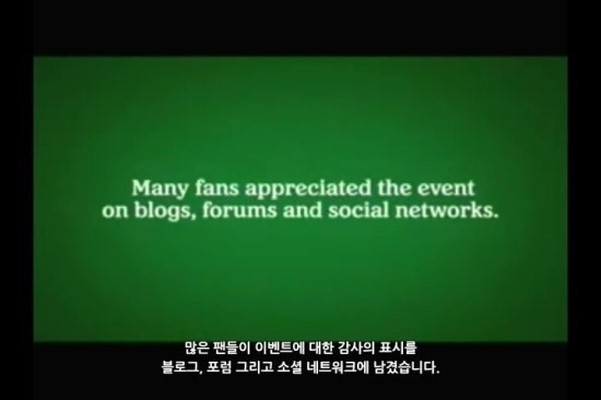 Many fans appreciated the event
on blogs, forums and social networks.
많은 팬들이 이벤트에 대한 감사의 표시를
블로그, 포럼 그리고 소셜 네트워크에 남겼습니다.